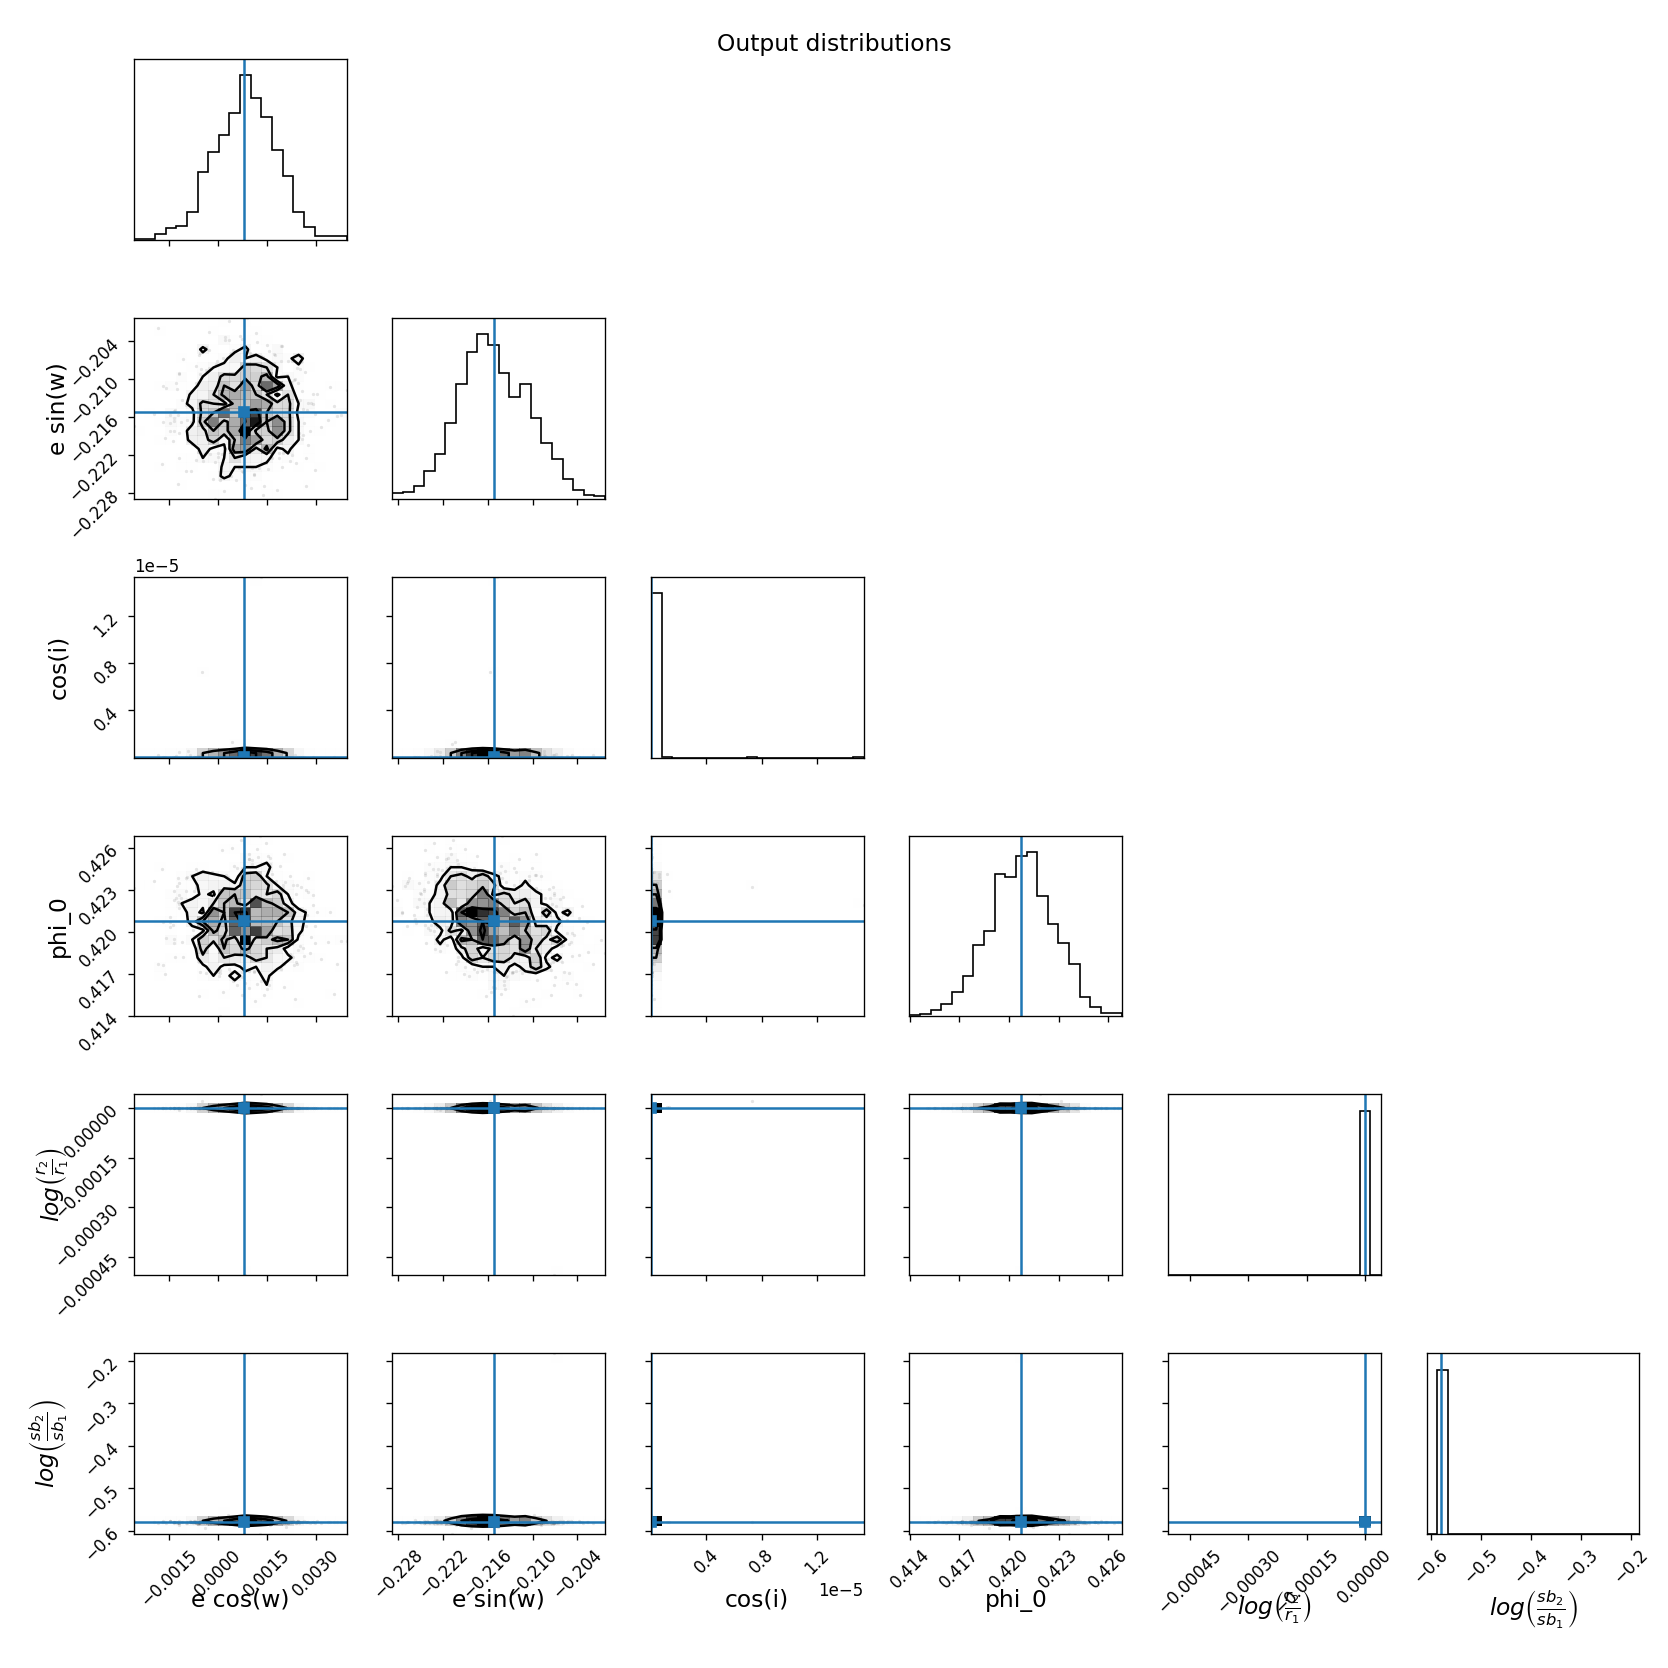 Output distributions
e sin(w)
−0.204
−0.210
−0.216
−0.222
−0.228
1e−5
cos(i)
1.2
0.8
0.4
phi_0
0.426
0.423
0.420
0.417
0.414
log(r₂/r₁)
0.00000
−0.00015
−0.00030
−0.00045
log(sb₂/sb₁)
−0.2
−0.3
−0.4
−0.5
−0.6
−0.0015 0.0000 0.0015 0.0030
e cos(w)
−0.228 −0.222 −0.216 −0.210 −0.204
e sin(w)
0.4 0.8 1.2
1e−5
cos(i)
0.414 0.417 0.420 0.423 0.426
phi_0
−0.00045 −0.00030 −0.00015 0.00000
log(r₂/r₁)
−0.6 −0.5 −0.4 −0.3 −0.2
log(sb₂/sb₁)